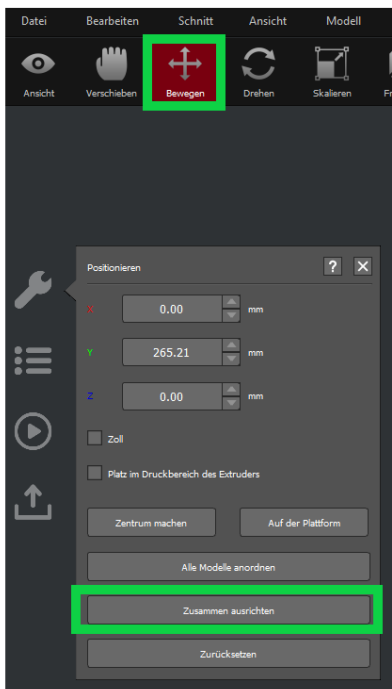 Datei Bearbeiten Schnitt Ansicht Modell
Ansicht Verschieben Bewegen Drehen Skalieren
Positionieren ? X
X 0.00 mm
Y 265.21 mm
Z 0.00 mm
Zoll
Platz im Druckbereich des Extruders
Zentrum machen Auf der Plattform
Alle Modelle anordnen
Zusammen ausrichten
Zurücksetzen